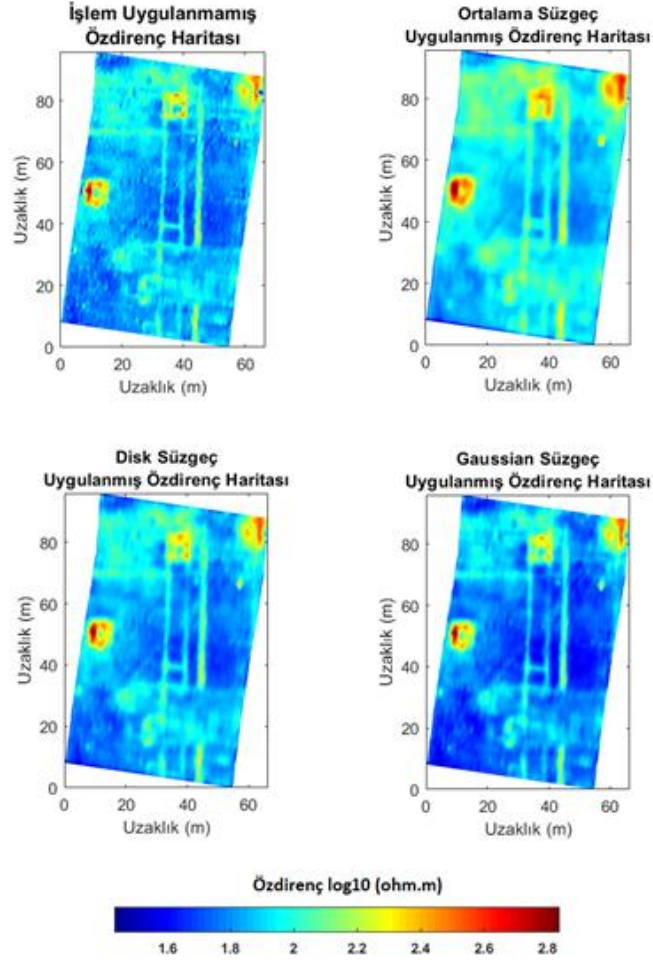 İşlem Uygulanmamış
Özdirenç Haritası
80
60
40
20
0
Uzaklık (m)
0 20 40 60
Uzaklık (m)
Ortalama Süzgeç
Uygulanmış Özdirenç Haritası
80
60
40
20
0
Uzaklık (m)
0 20 40 60
Uzaklık (m)
Disk Süzgeç
Uygulanmış Özdirenç Haritası
80
60
40
20
0
Uzaklık (m)
0 20 40 60
Uzaklık (m)
Gaussian Süzgeç
Uygulanmış Özdirenç Haritası
80
60
40
20
0
Uzaklık (m)
0 20 40 60
Uzaklık (m)
Özdirenç log10 (ohm.m)
1.6 1.8 2 2.2 2.4 2.6 2.8